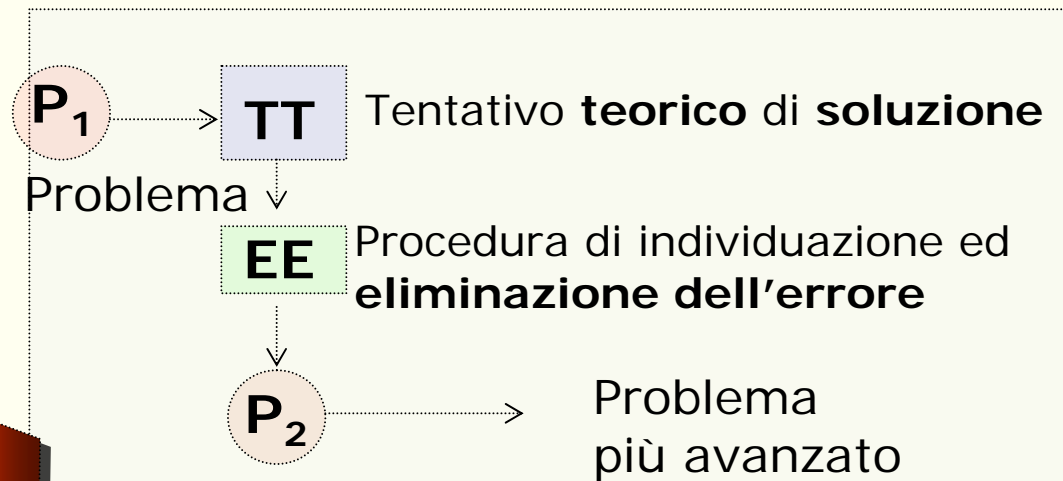 P₁
TT Tentativo teorico di soluzione
Problema
EE Procedura di individuazione ed
eliminazione dell'errore
P₂ Problema
più avanzato